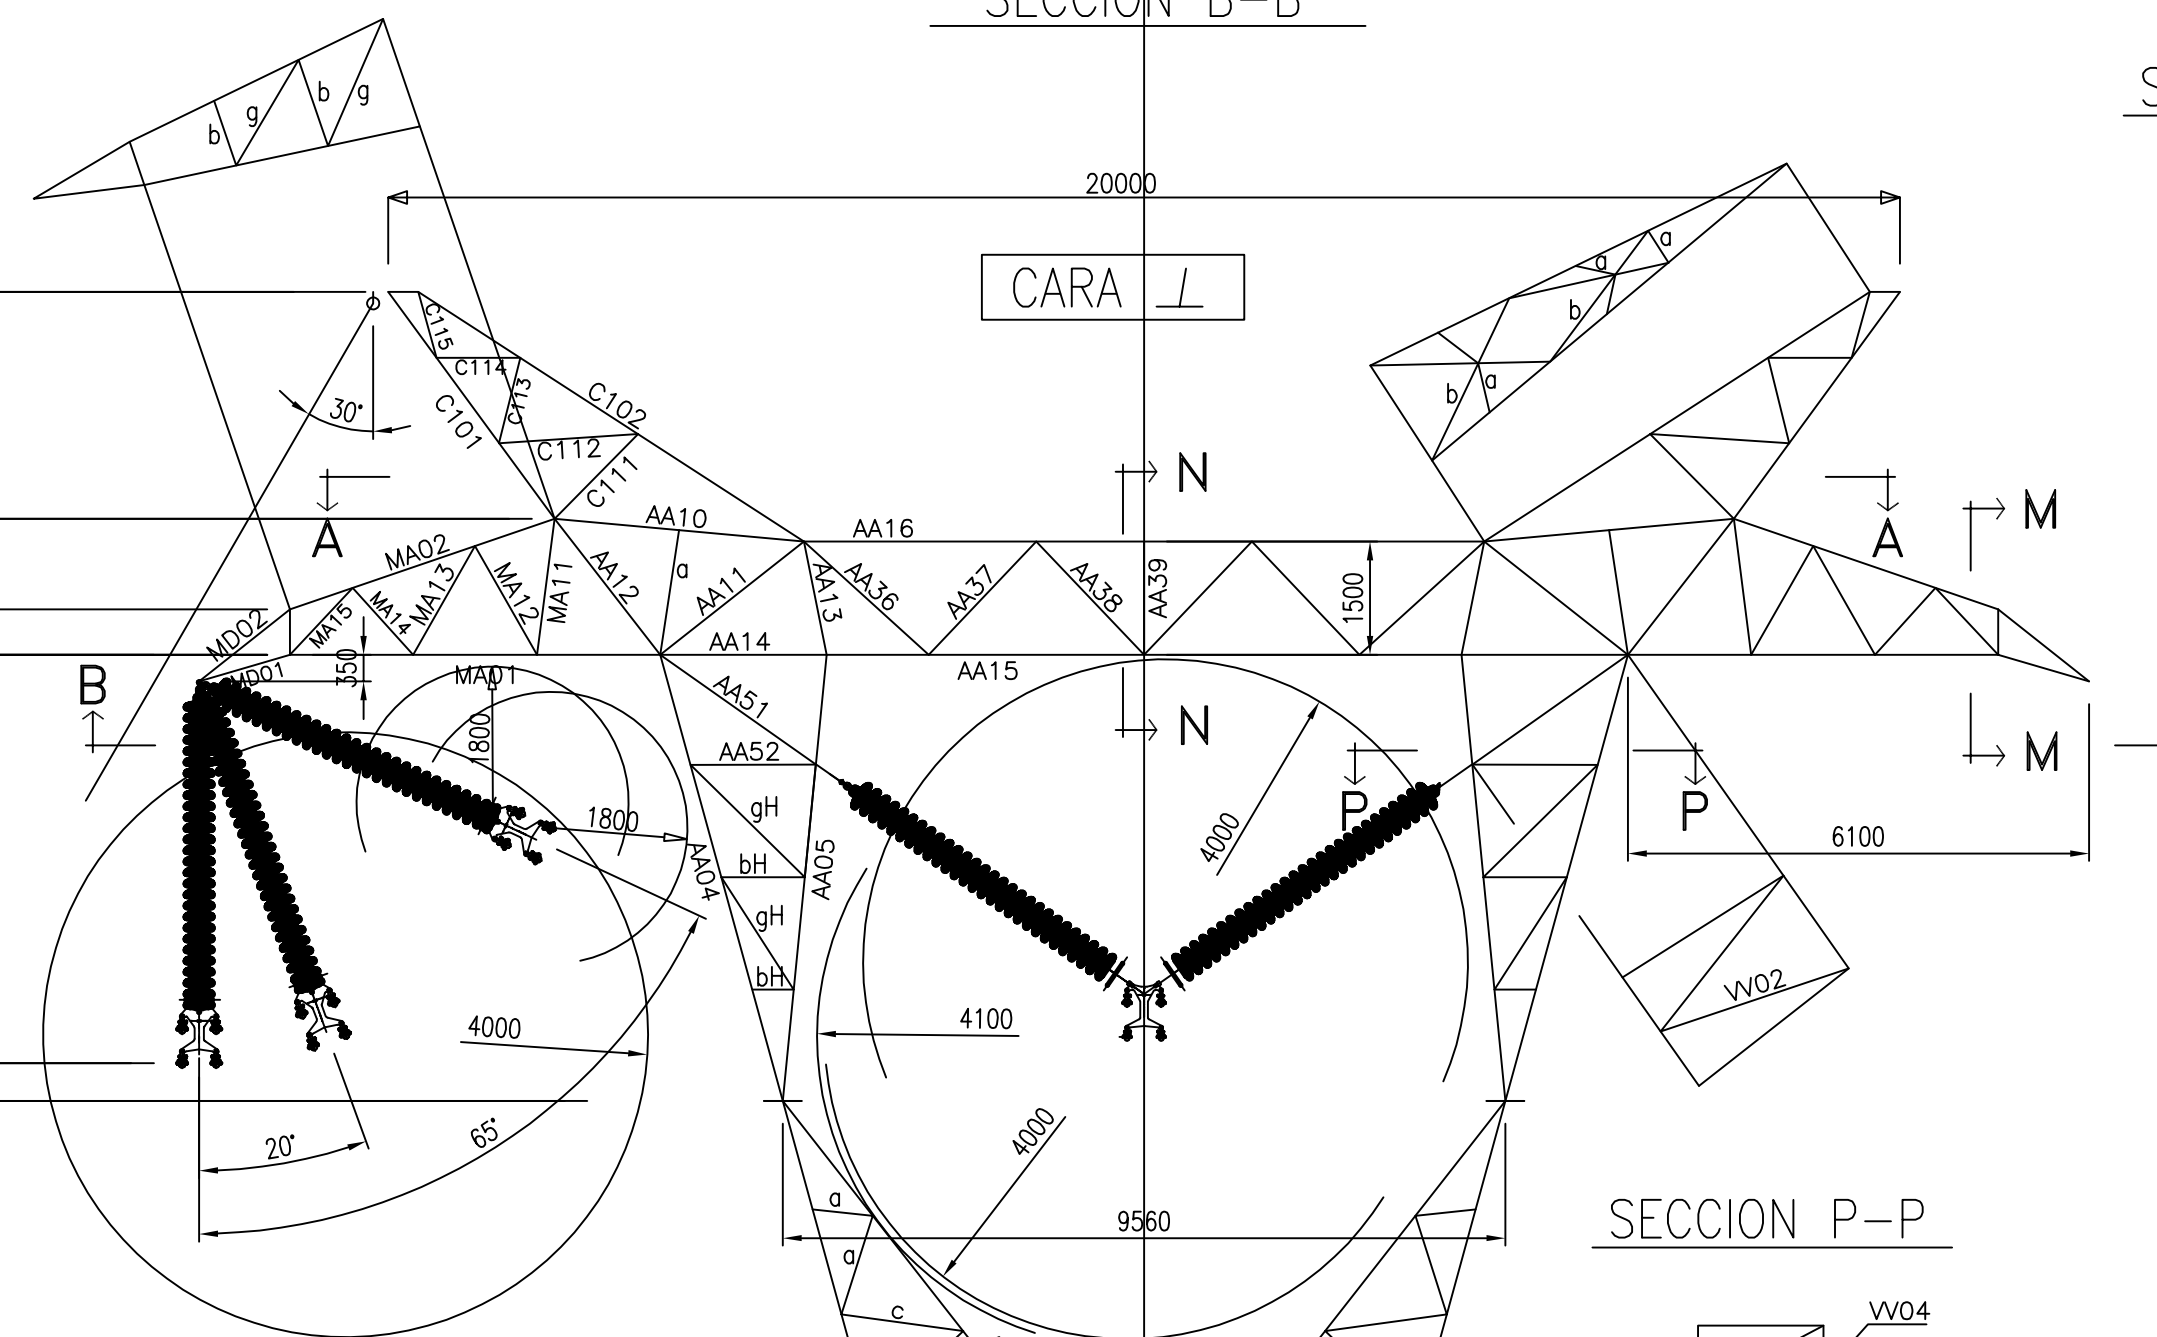 SECCION B-B
S
b
g
b
g
20000
a
a
b
b
a
CARA ⊥
C115
C114
C113
C102
C101
C112
C111
30°
A
N
A
M
AA10
AA16
MA02
MA13
MA12
MA11
AA12
a
AA11
AA13
AA36
AA37
AA38
AA39
1500
MD02
MA15
MA14
AA14
AA15
350
MD01
MA01
B
AA51
N
M
1800
AA52
P
P
1800
gH
4000
6100
AA04
bH
AA05
gH
bH
VV02
4000
4100
20°
65°
4000
a
9560
SECCION P-P
a
c
VV04